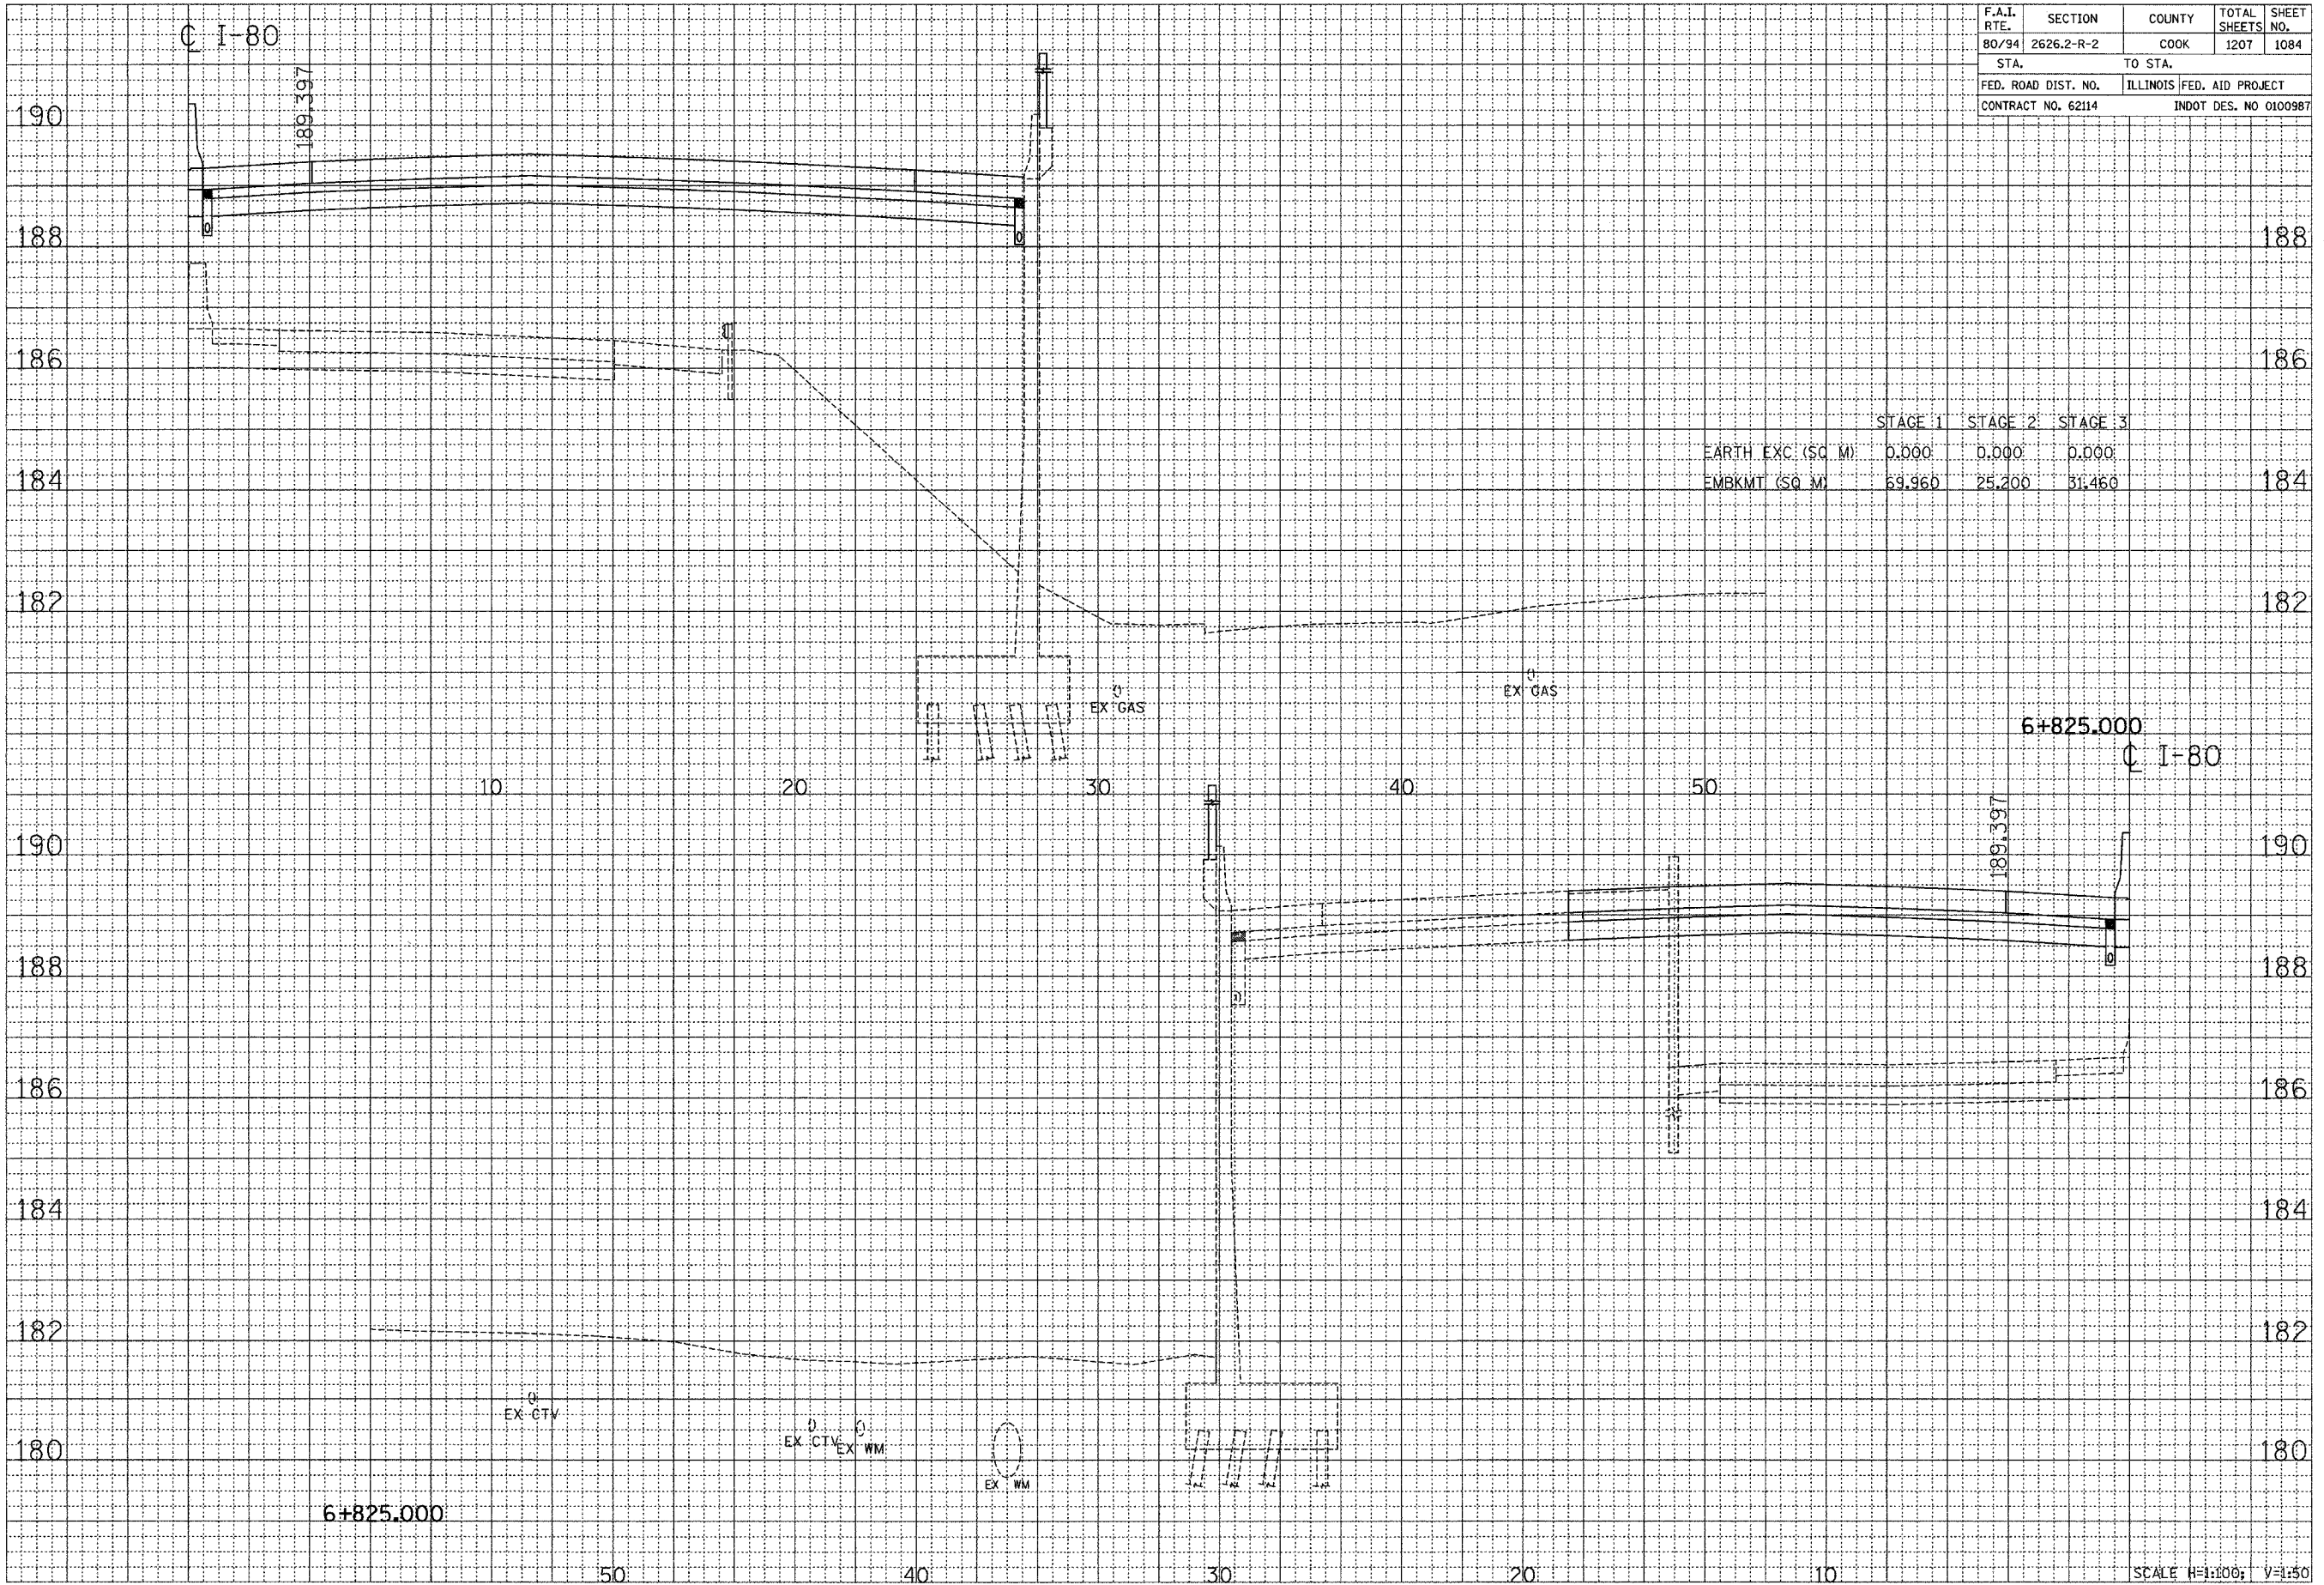 F.A.I. RTE. SECTION COUNTY TOTAL SHEETS SHEET NO.
80/94 2626.2-R-2 COOK 1207 1084
STA. TO STA.
FED. ROAD DIST. NO. ILLINOIS FED. AID PROJECT
CONTRACT NO. 62114 INDOT DES. NO 0100987
℄ I-80
189.397
190
188 188
186 186
STAGE 1 STAGE 2 STAGE 3
EARTH EXC (SQ M) 0.000 0.000 0.000
EMBKMT (SQ M) 69.960 25.200 31.460
184 184
182 182
EX GAS EX GAS
6+825.000
℄ I-80
10 20 30 40 50
189.397
190 190
188 188
186 186
184 184
182 182
EX CTV
EX CTV EX WM
180 180
EX WM
6+825.000
50 40 30 20 10
SCALE H=1:100; V=1:50